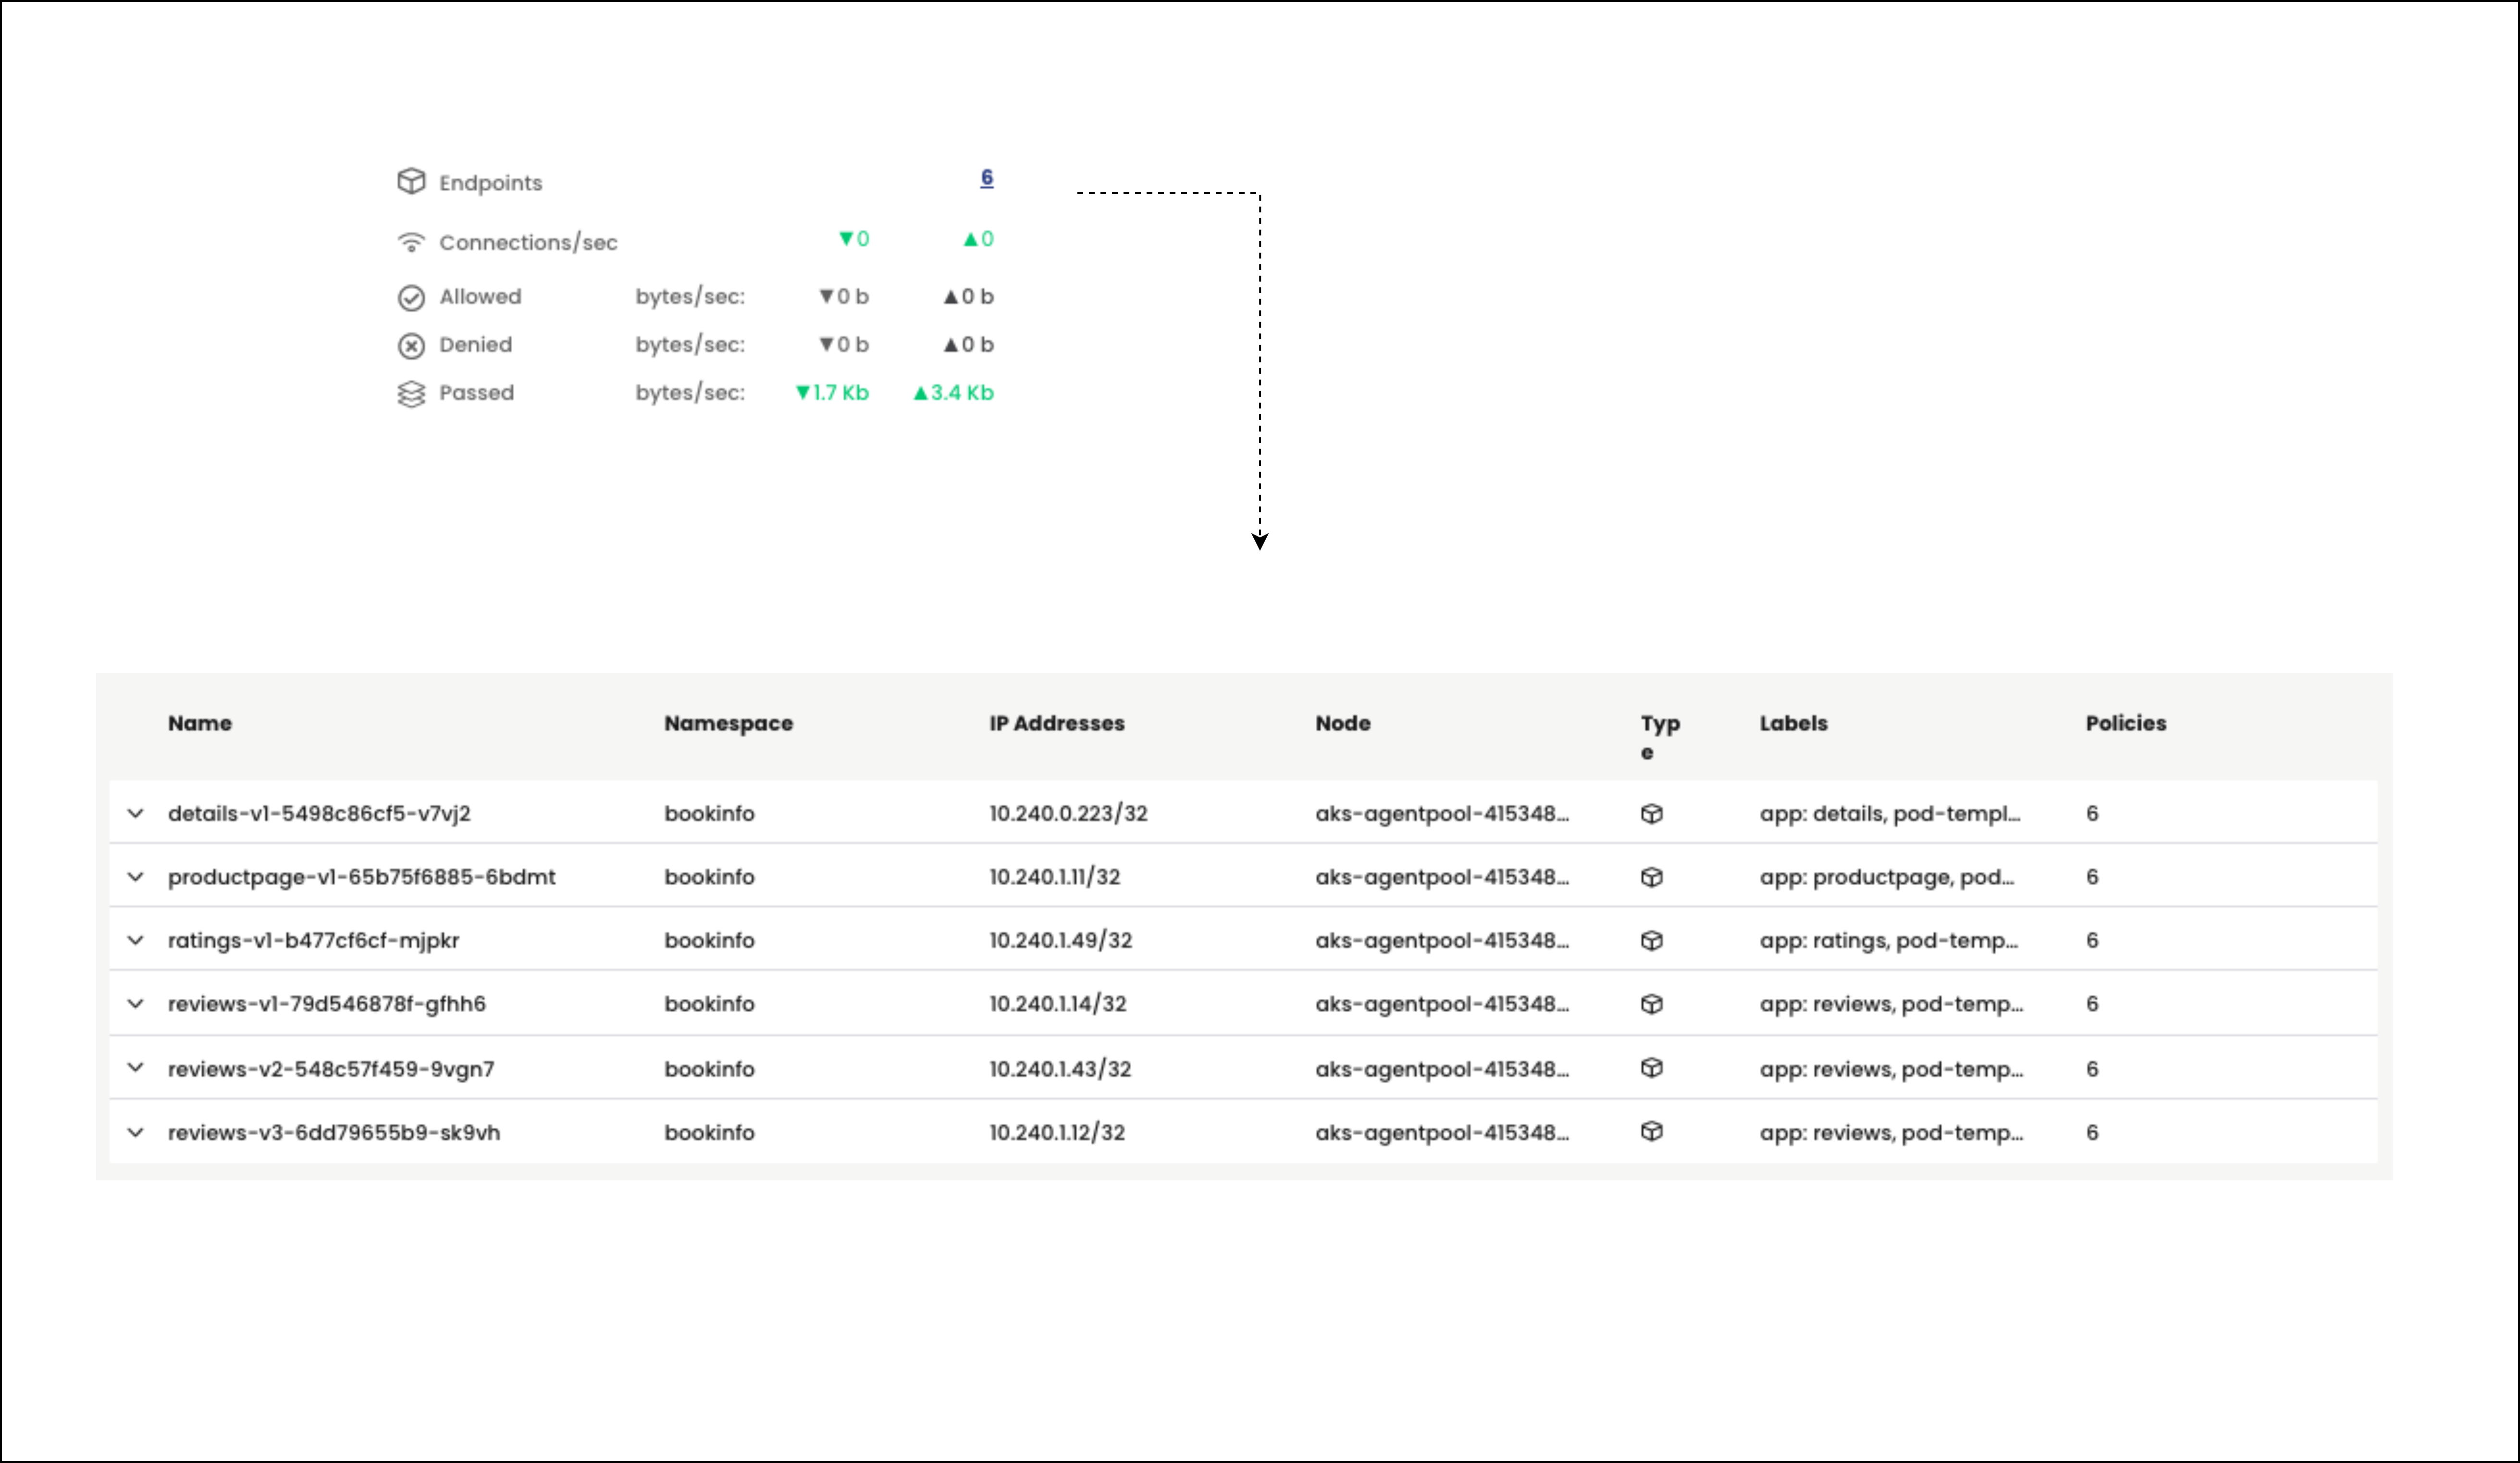 Endpoints 6
Connections/sec ▼0 ▲0
Allowed bytes/sec: ▼0 b ▲0 b
Denied bytes/sec: ▼0 b ▲0 b
Passed bytes/sec: ▼1.7 Kb ▲3.4 Kb
Name Namespace IP Addresses Node Typ Labels Policies
e
details-v1-5498c86cf5-v7vj2 bookinfo 10.240.0.223/32 aks-agentpool-415348... app: details, pod-templ... 6
productpage-v1-65b75f6885-6bdmt bookinfo 10.240.1.11/32 aks-agentpool-415348... app: productpage, pod... 6
ratings-v1-b477cf6cf-mjpkr bookinfo 10.240.1.49/32 aks-agentpool-415348... app: ratings, pod-temp... 6
reviews-v1-79d546878f-gfhh6 bookinfo 10.240.1.14/32 aks-agentpool-415348... app: reviews, pod-temp... 6
reviews-v2-548c57f459-9vgn7 bookinfo 10.240.1.43/32 aks-agentpool-415348... app: reviews, pod-temp... 6
reviews-v3-6dd79655b9-sk9vh bookinfo 10.240.1.12/32 aks-agentpool-415348... app: reviews, pod-temp... 6